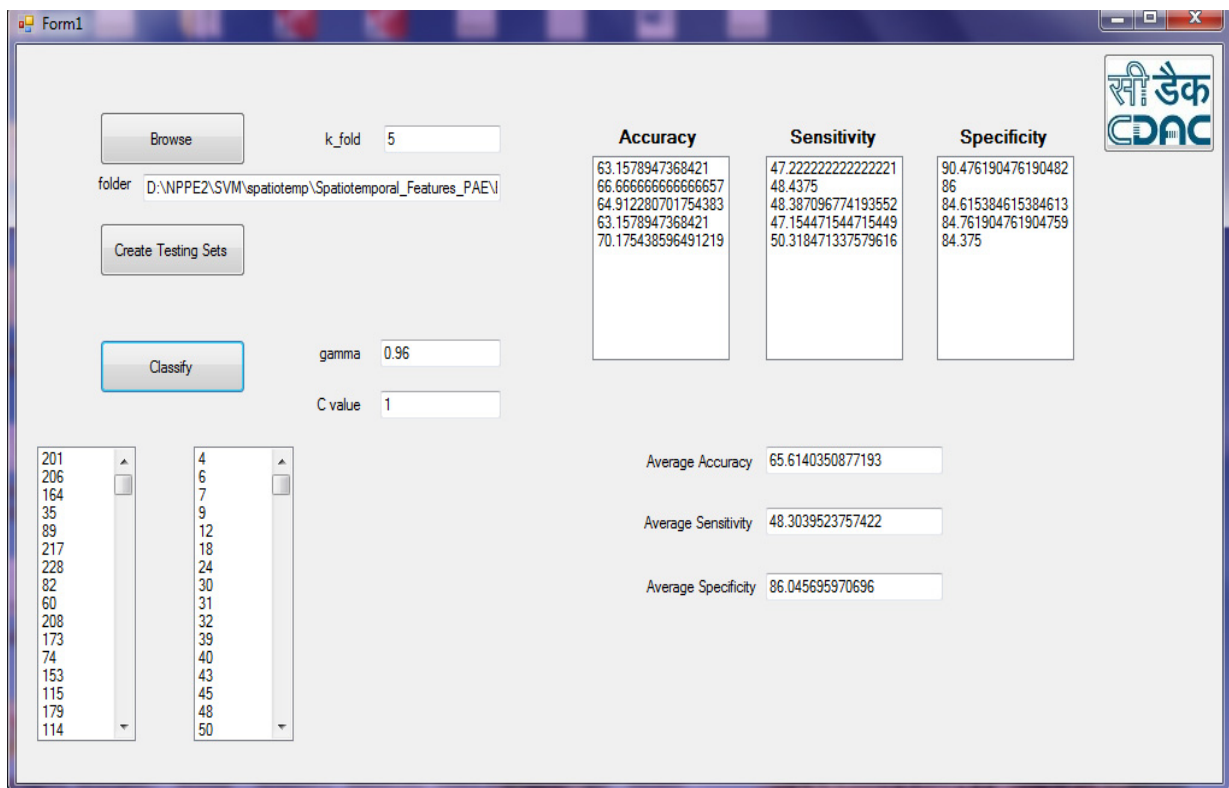 Form1
सी डैक
CDAC
Browse
k_fold 5
folder D:\NPPE2\SVM\spatiotemp\Spatiotemporal_Features_PAE\
Create Testing Sets
Classify
gamma 0.96
C value 1
Accuracy Sensitivity Specificity
63.1578947368421 47.222222222222221 90.476190476190482
66.666666666666657 48.4375 86
64.912280701754383 48.387096774193552 84.615384615384613
63.1578947368421 47.154471544715449 84.761904761904759
70.175438596491219 50.318471337579616 84.375
201 4
206 6
164 7
35 9
89 12
217 18
228 24
82 30
60 31
208 32
173 39
74 40
153 43
115 45
179 48
114 50
Average Accuracy 65.6140350877193
Average Sensitivity 48.3039523757422
Average Specificity 86.045695970696